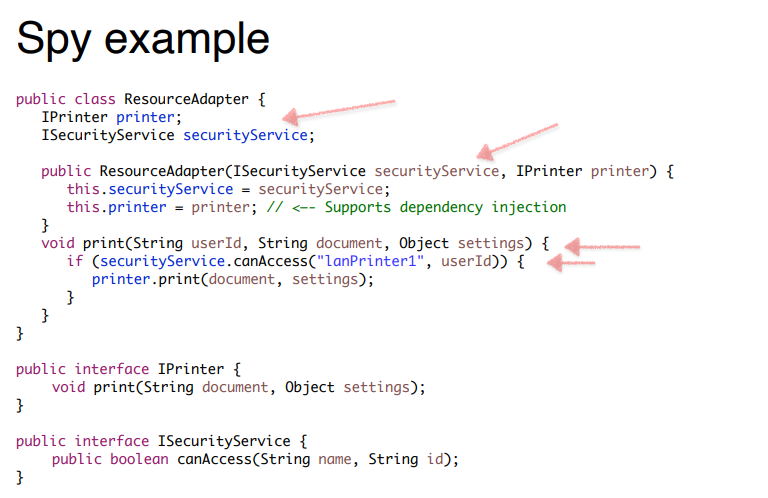 Spy example
public class ResourceAdapter {
IPrinter printer;
ISecurityService securityService;
public ResourceAdapter(ISecurityService securityService, IPrinter printer) {
this.securityService = securityService;
this.printer = printer; // <-- Supports dependency injection
}
void print(String userId, String document, Object settings) {
if (securityService.canAccess("lanPrinter1", userId)) {
printer.print(document, settings);
}
}
}
public interface IPrinter {
void print(String document, Object settings);
}
public interface ISecurityService {
public boolean canAccess(String name, String id);
}